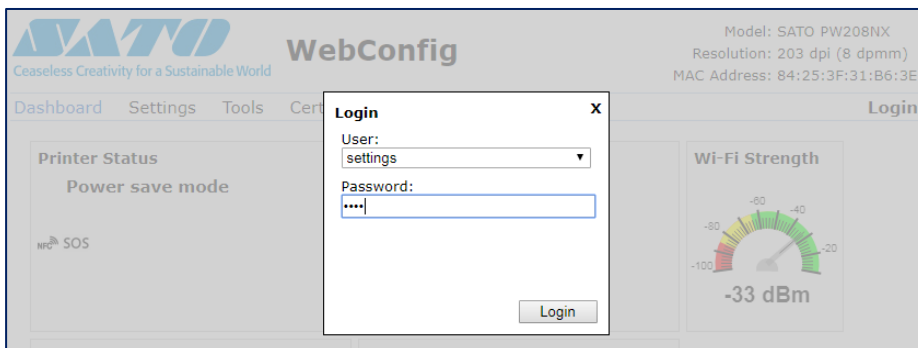 SATO
Ceaseless Creativity for a Sustainable World
WebConfig
Model: SATO PW208NX
Resolution: 203 dpi (8 dpmm)
MAC Address: 84:25:3F:31:B6:3E
Dashboard Settings Tools Cert
Login
Login X
User:
settings
Password:
••••
Login
Printer Status
Power save mode
NFC SOS
Wi-Fi Strength
-100
-80
-60
-40
-20
-33 dBm